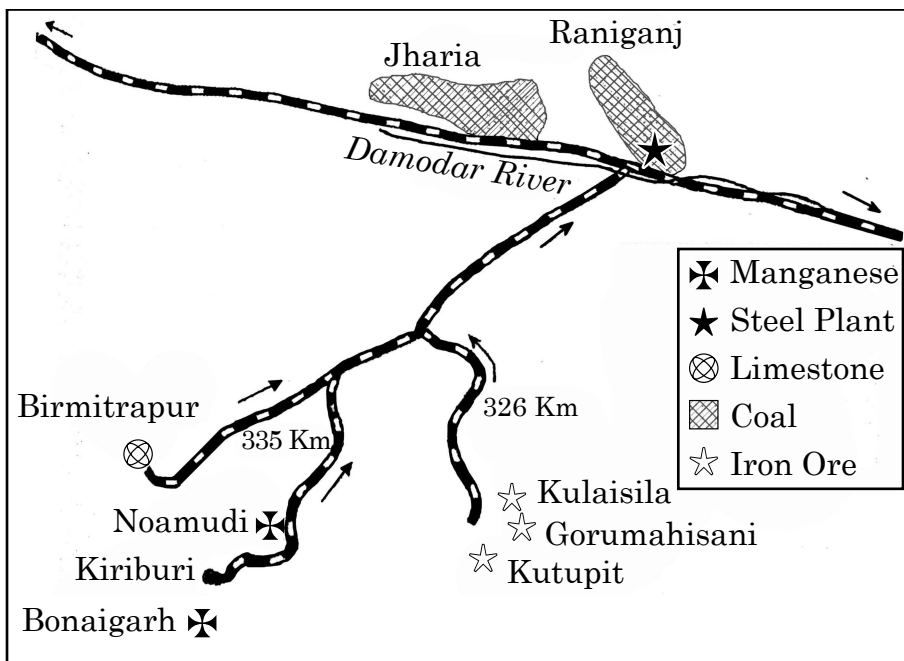 Raniganj
Jharia
Damodar River
Manganese
Steel Plant
Limestone
Coal
Iron Ore
Birmitrapur
335 Km
326 Km
Kulaisila
Noamudi
Gorumahisani
Kiriburi
Kutupit
Bonaigarh